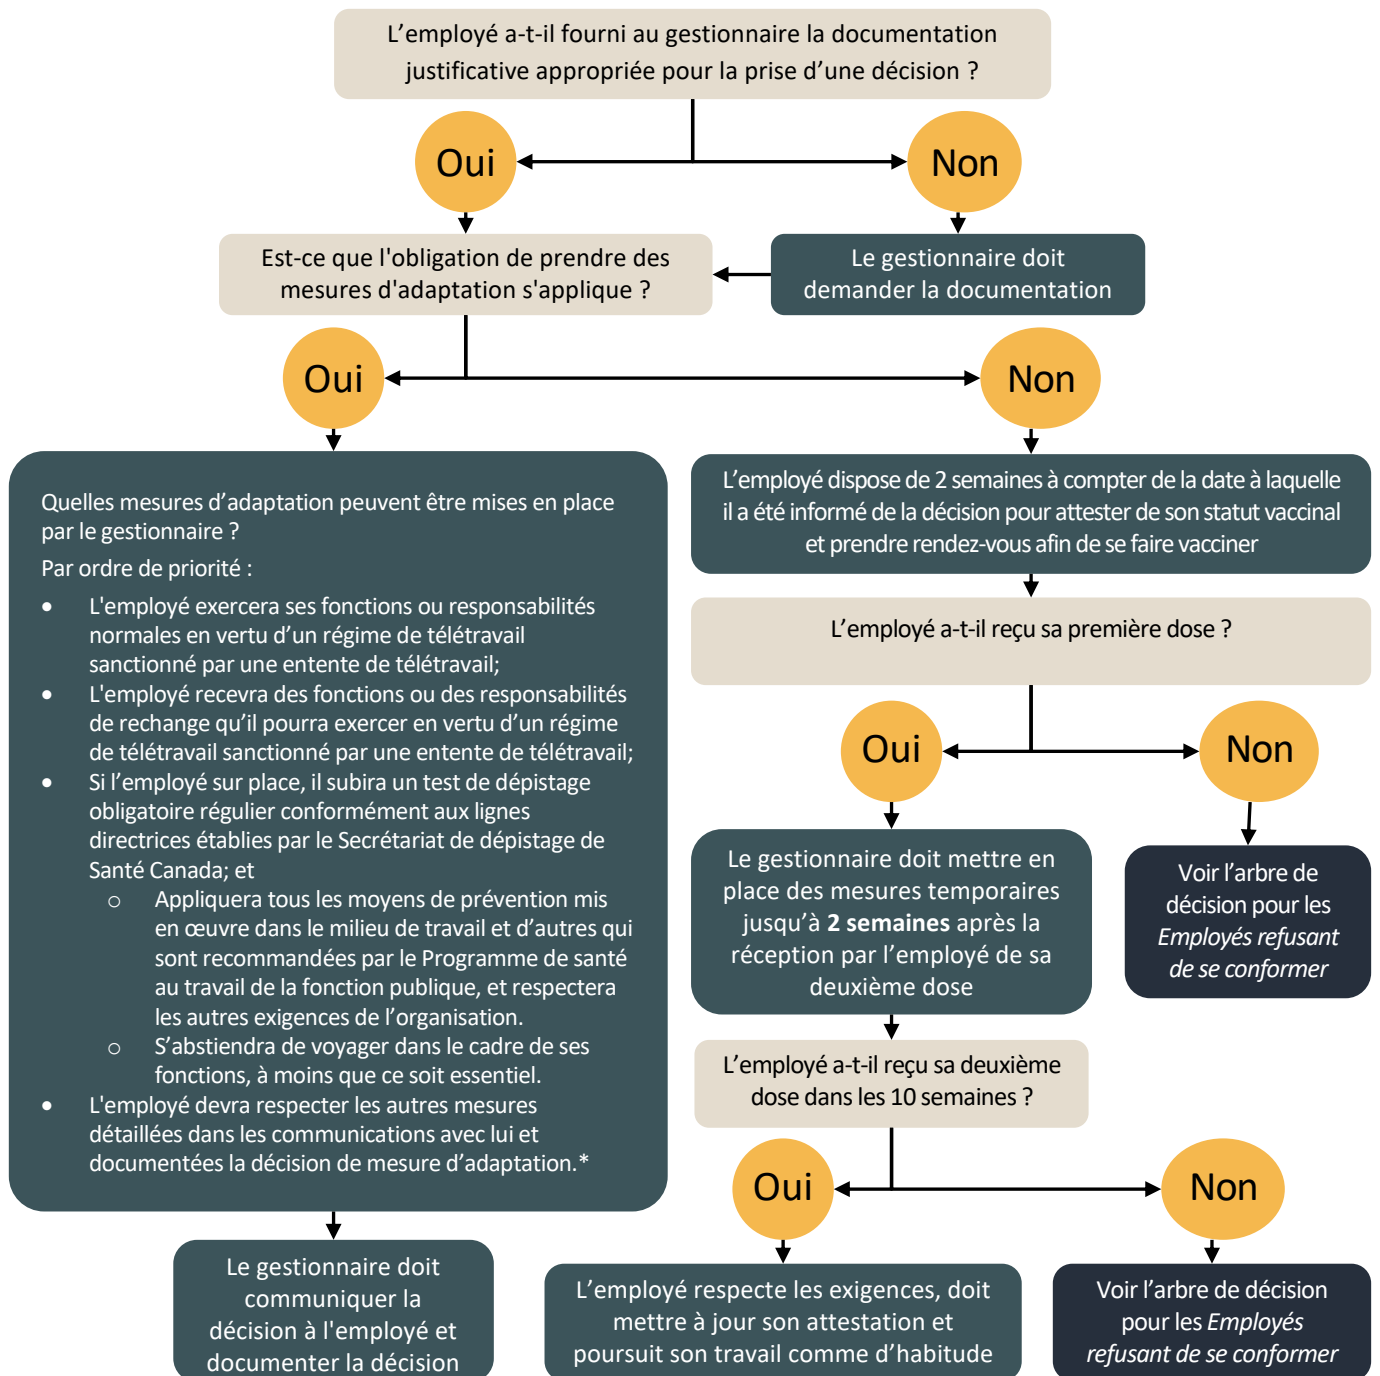 L’employé a-t-il fourni au gestionnaire la documentation
justificative appropriée pour la prise d’une décision ?
Oui
Non
Est-ce que l'obligation de prendre des
mesures d'adaptation s'applique ?
Le gestionnaire doit
demander la documentation
Oui
Non
Quelles mesures d’adaptation peuvent être mises en place
par le gestionnaire ?
Par ordre de priorité :
• L'employé exercera ses fonctions ou responsabilités
normales en vertu d’un régime de télétravail
sanctionné par une entente de télétravail;
• L'employé recevra des fonctions ou des responsabilités
de rechange qu’il pourra exercer en vertu d’un régime
de télétravail sanctionné par une entente de télétravail;
• Si l’employé sur place, il subira un test de dépistage
obligatoire régulier conformément aux lignes
directrices établies par le Secrétariat de dépistage de
Santé Canada; et
o Appliquera tous les moyens de prévention mis
en œuvre dans le milieu de travail et d’autres qui
sont recommandées par le Programme de santé
au travail de la fonction publique, et respectera
les autres exigences de l’organisation.
o S’abstiendra de voyager dans le cadre de ses
fonctions, à moins que ce soit essentiel.
• L'employé devra respecter les autres mesures
détaillées dans les communications avec lui et
documentées la décision de mesure d’adaptation.*
Le gestionnaire doit
communiquer la
décision à l'employé et
documenter la décision
L’employé dispose de 2 semaines à compter de la date à laquelle
il a été informé de la décision pour attester de son statut vaccinal
et prendre rendez-vous afin de se faire vacciner
L’employé a-t-il reçu sa première dose ?
Oui
Non
Le gestionnaire doit mettre en
place des mesures temporaires
jusqu’à 2 semaines après la
réception par l’employé de sa
deuxième dose
Voir l’arbre de
décision pour les
Employés refusant
de se conformer
L’employé a-t-il reçu sa deuxième
dose dans les 10 semaines ?
Oui
Non
L’employé respecte les exigences, doit
mettre à jour son attestation et
poursuit son travail comme d’habitude
Voir l’arbre de décision
pour les Employés
refusant de se conformer